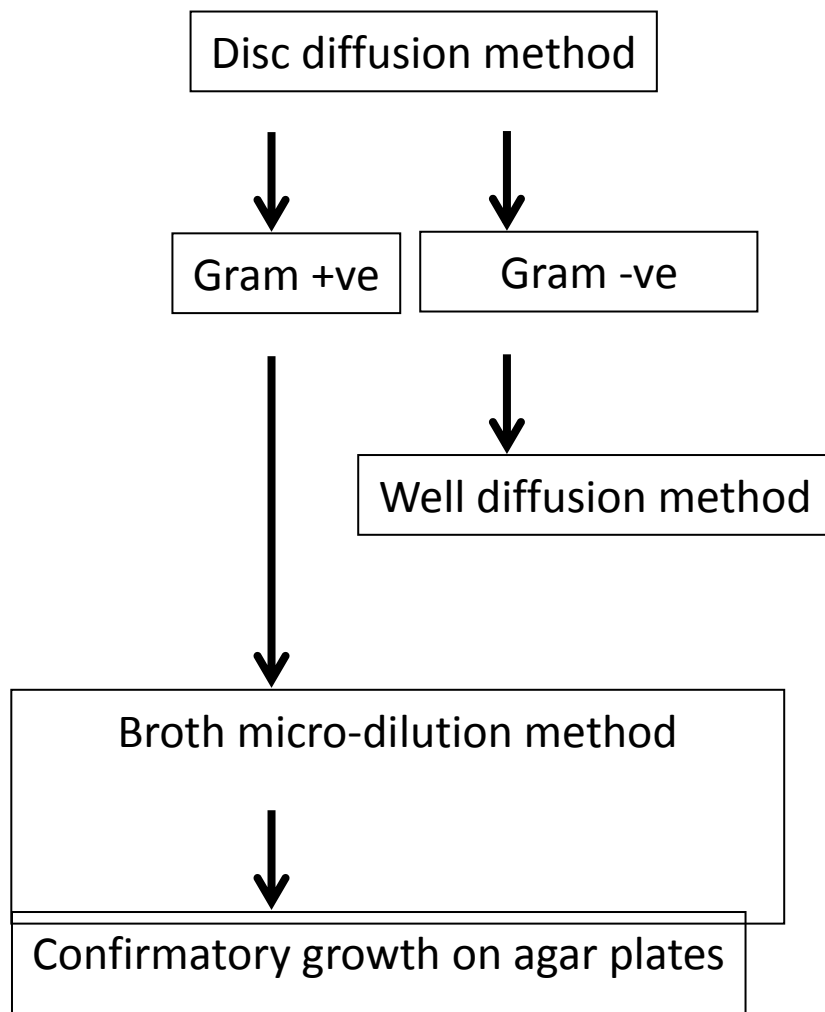 Disc diffusion method
Gram +ve
Gram -ve
Well diffusion method
Broth micro-dilution method
Confirmatory growth on agar plates